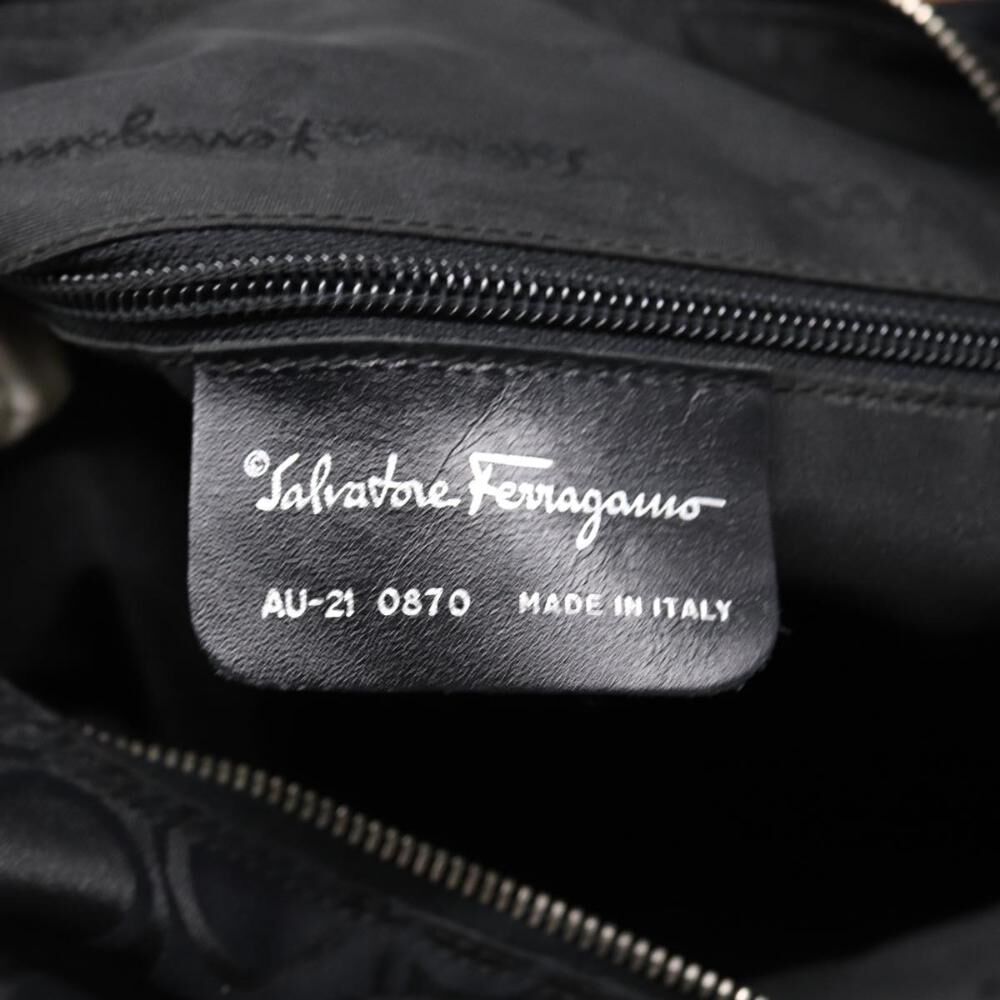 © Salvatore Ferragamo
AU-21 0870 MADE IN ITALY